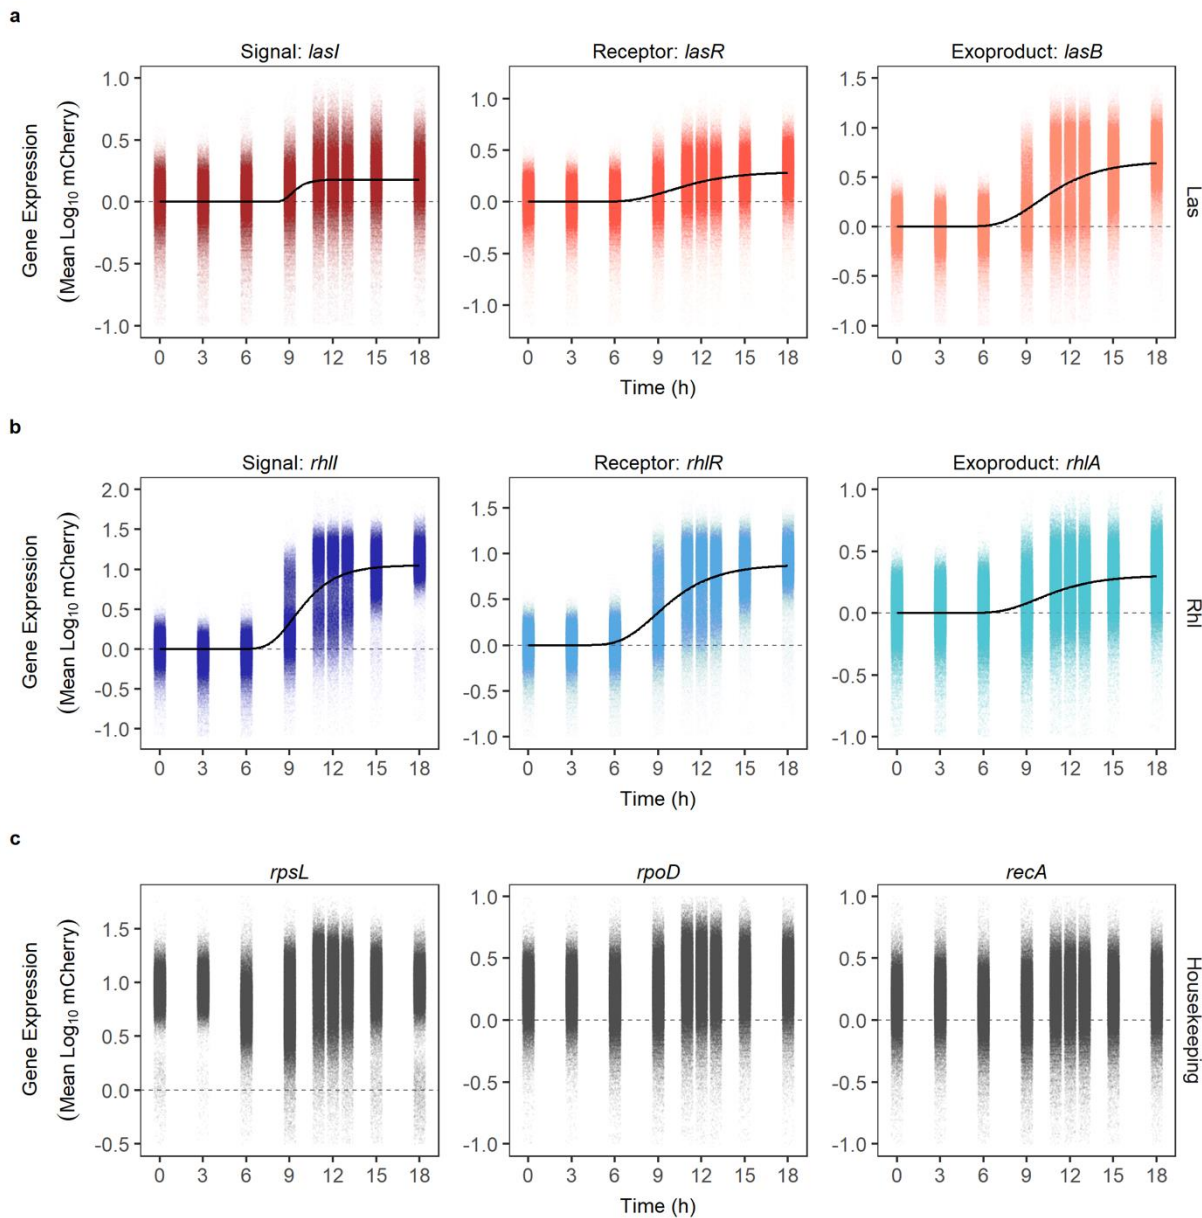 a
Signal: lasI
Receptor: lasR
Exoproduct: lasB
Gene Expression
(Mean Log₁₀ mCherry)
1.0
0.5
0.0
-0.5
-1.0
1.0
0.5
0.0
-0.5
-1.0
1.5
1.0
0.5
0.0
-0.5
-1.0
Las
0 3 6 9 12 15 18
0 3 6 9 12 15 18
0 3 6 9 12 15 18
Time (h)
b
Signal: rhlI
Receptor: rhlR
Exoproduct: rhlA
Gene Expression
(Mean Log₁₀ mCherry)
2.0
1.5
1.0
0.5
0.0
-0.5
-1.0
1.5
1.0
0.5
0.0
-0.5
-1.0
1.0
0.5
0.0
-0.5
-1.0
Rhl
0 3 6 9 12 15 18
0 3 6 9 12 15 18
0 3 6 9 12 15 18
Time (h)
c
rpsL
rpoD
recA
Gene Expression
(Mean Log₁₀ mCherry)
1.5
1.0
0.5
0.0
-0.5
1.0
0.5
0.0
-0.5
-1.0
1.0
0.5
0.0
-0.5
-1.0
Housekeeping
0 3 6 9 12 15 18
0 3 6 9 12 15 18
0 3 6 9 12 15 18
Time (h)